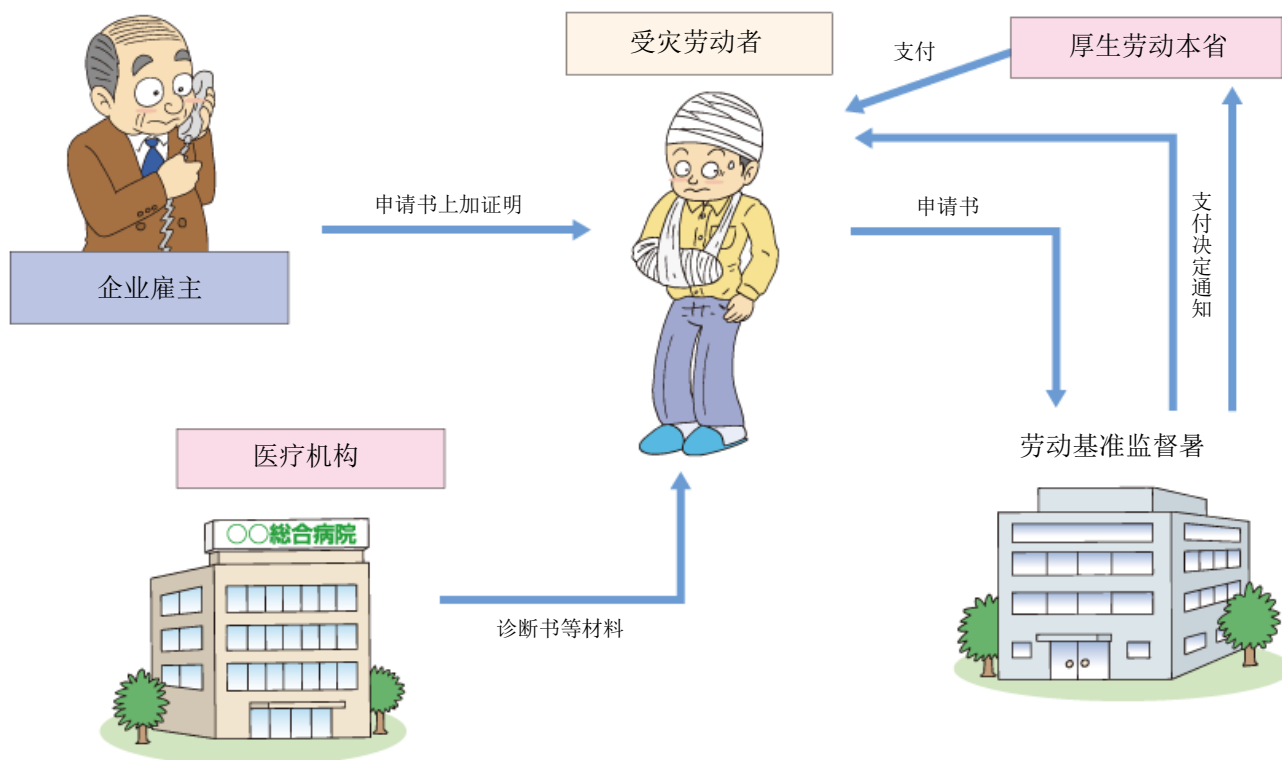 受灾劳动者
厚生劳动本省
支付
申请书上加证明
申请书
支付决定通知
企业雇主
医疗机构
劳动基准监督暑
○○総合病院
诊断书等材料